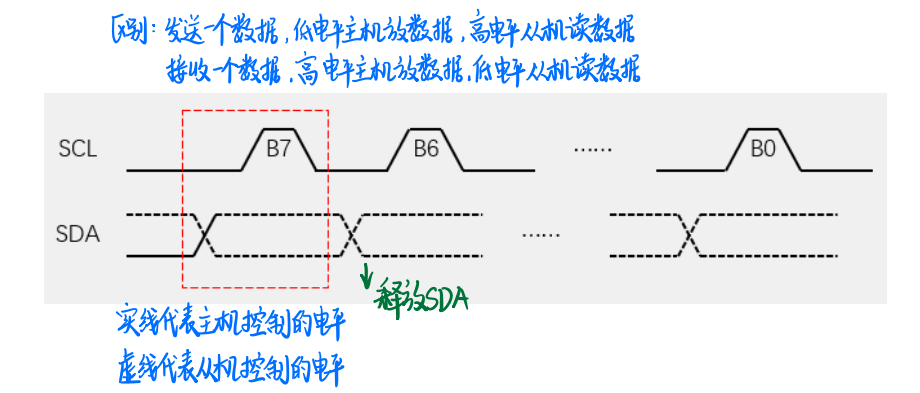 区别：发送一个数据，低电平主机放数据，高电平从机读数据
接收一个数据，高电平主机放数据，低电平从机读数据
SCL B7 B6 …… B0
SDA ……
释放SDA
实线代表主机控制的电平
虚线代表从机控制的电平